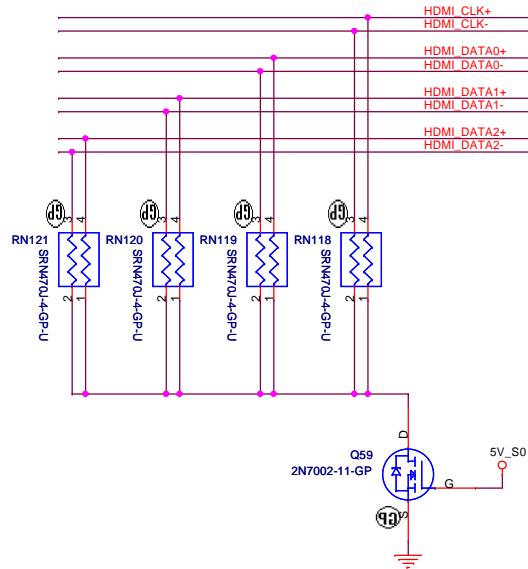 HDMI_CLK+
HDMI_CLK-
HDMI_DATA0+
HDMI_DATA0-
HDMI_DATA1+
HDMI_DATA1-
HDMI_DATA2+
HDMI_DATA2-
GP
3
4
GP
3
4
GP
3
4
GP
3
4
RN121
SRN470J-4-GP-U
RN120
SRN470J-4-GP-U
RN119
SRN470J-4-GP-U
RN118
SRN470J-4-GP-U
2
1
2
1
2
1
2
1
D
Q59
2N7002-11-GP
5V_S0
G
S
GP